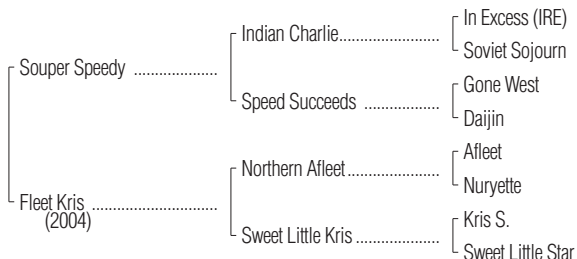 In Excess (IRE)
Indian Charlie....................
Soviet Sojourn
Souper Speedy .................
Gone West
Speed Succeeds ...............
Daijin
Afleet
Northern Afleet..................
Nuryette
Fleet Kris .........................
(2004)
Kris S.
Sweet Little Kris .................
Sweet Little Star